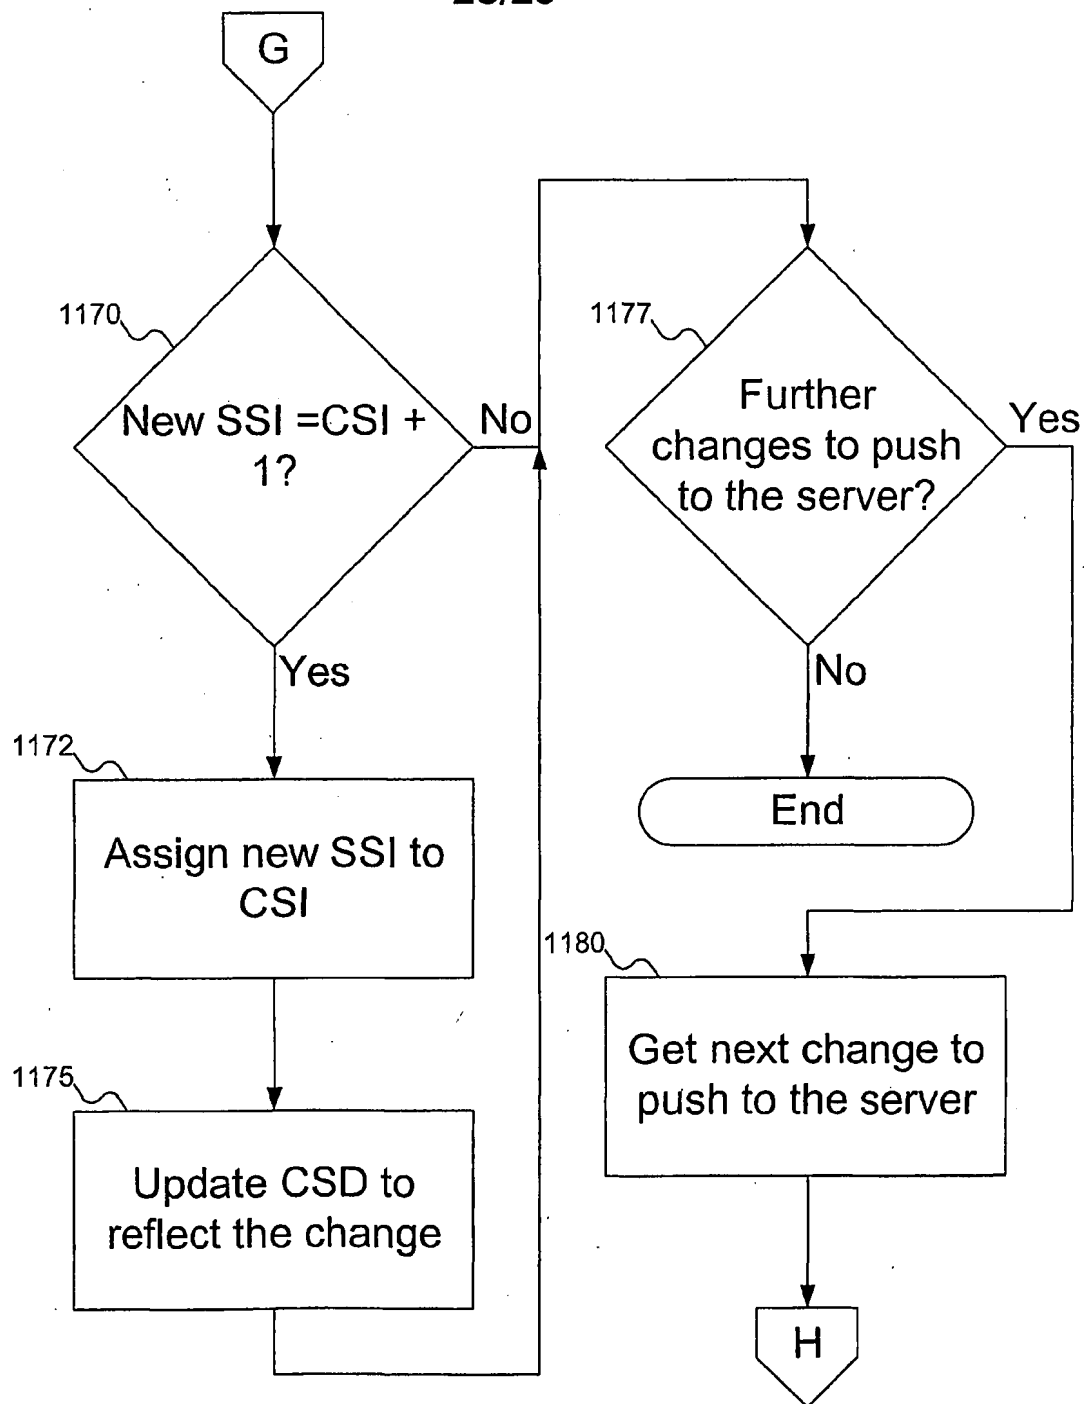 G
1170
New SSI =CSI +
1?
No
Yes
1172
Assign new SSI to
CSI
1175
Update CSD to
reflect the change
1177
Further
changes to push
to the server?
Yes
No
End
1180
Get next change to
push to the server
H